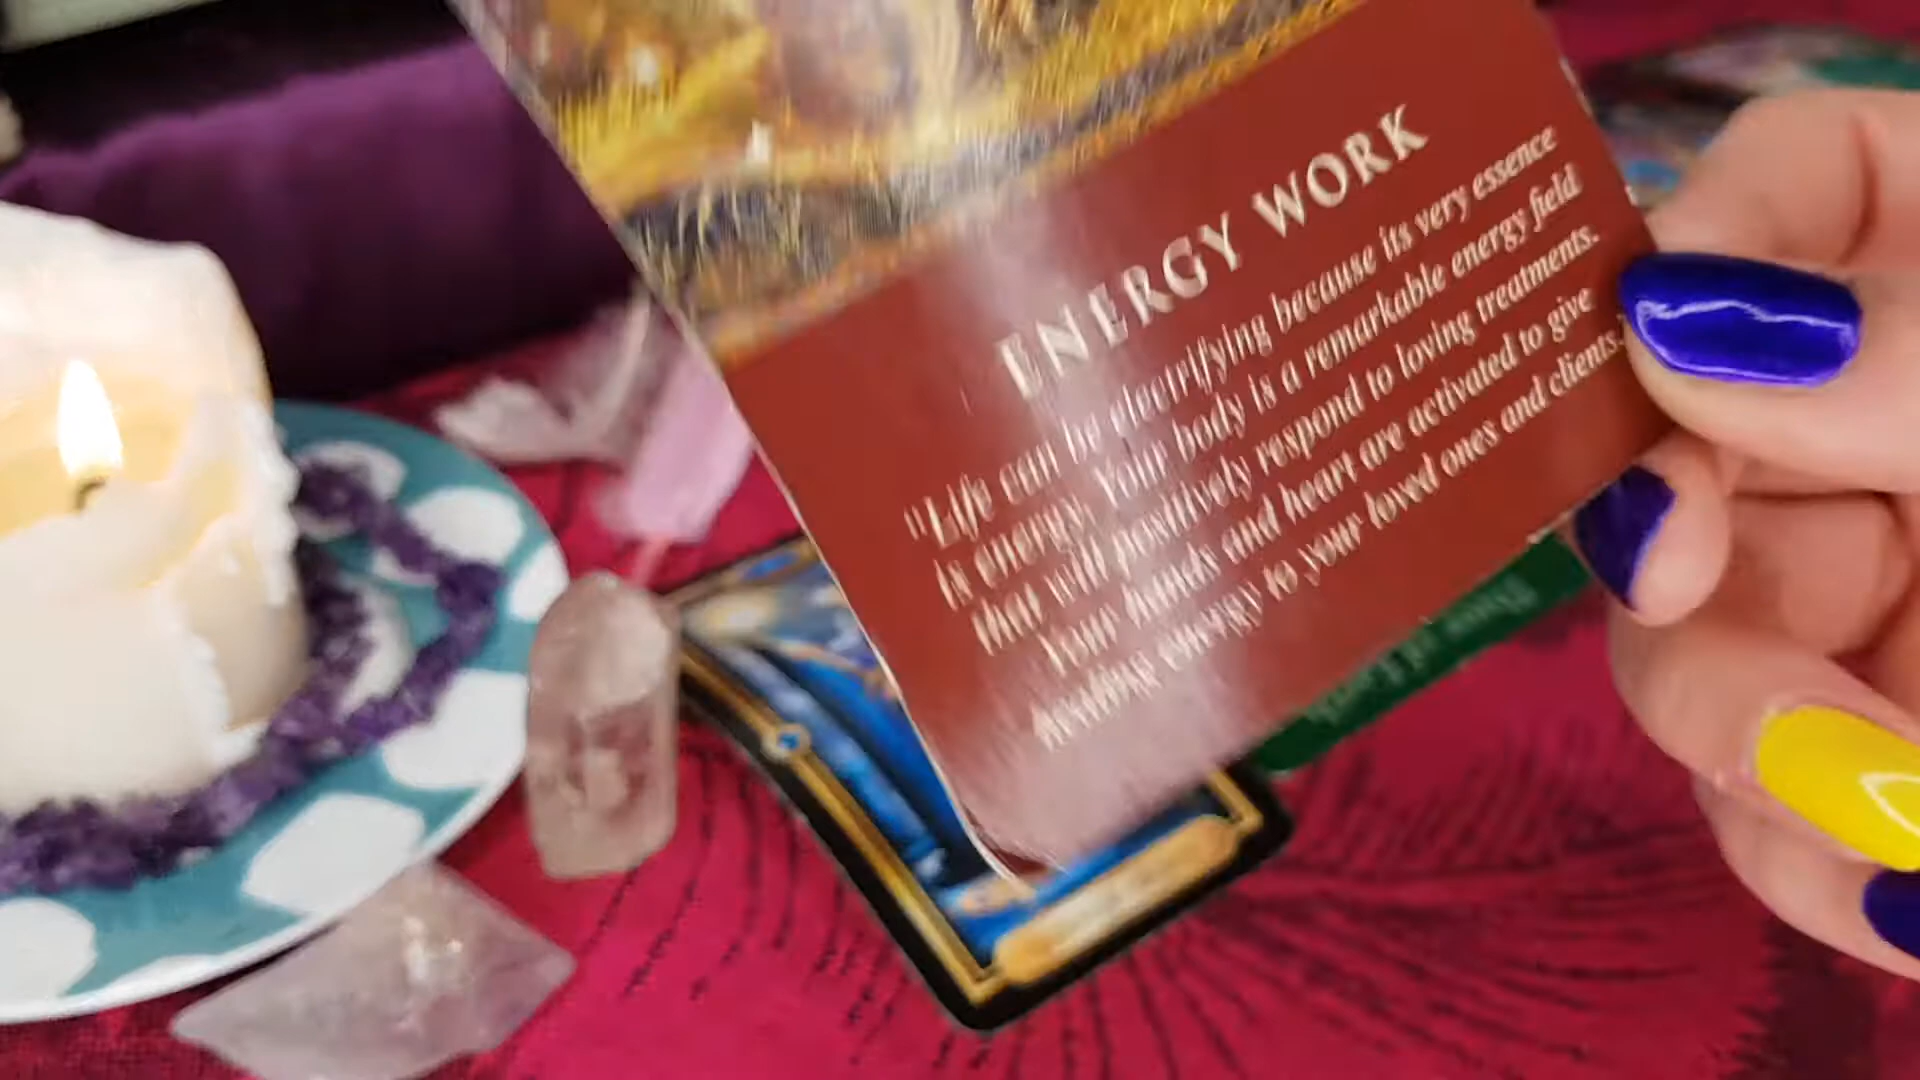 ENERGY WORK
"Life can be electrifying because its very essence
is energy. Your body is a remarkable energy field
that will positively respond to loving treatments.
Your hands and heart are activated to give
healing energy to your loved ones and clients.